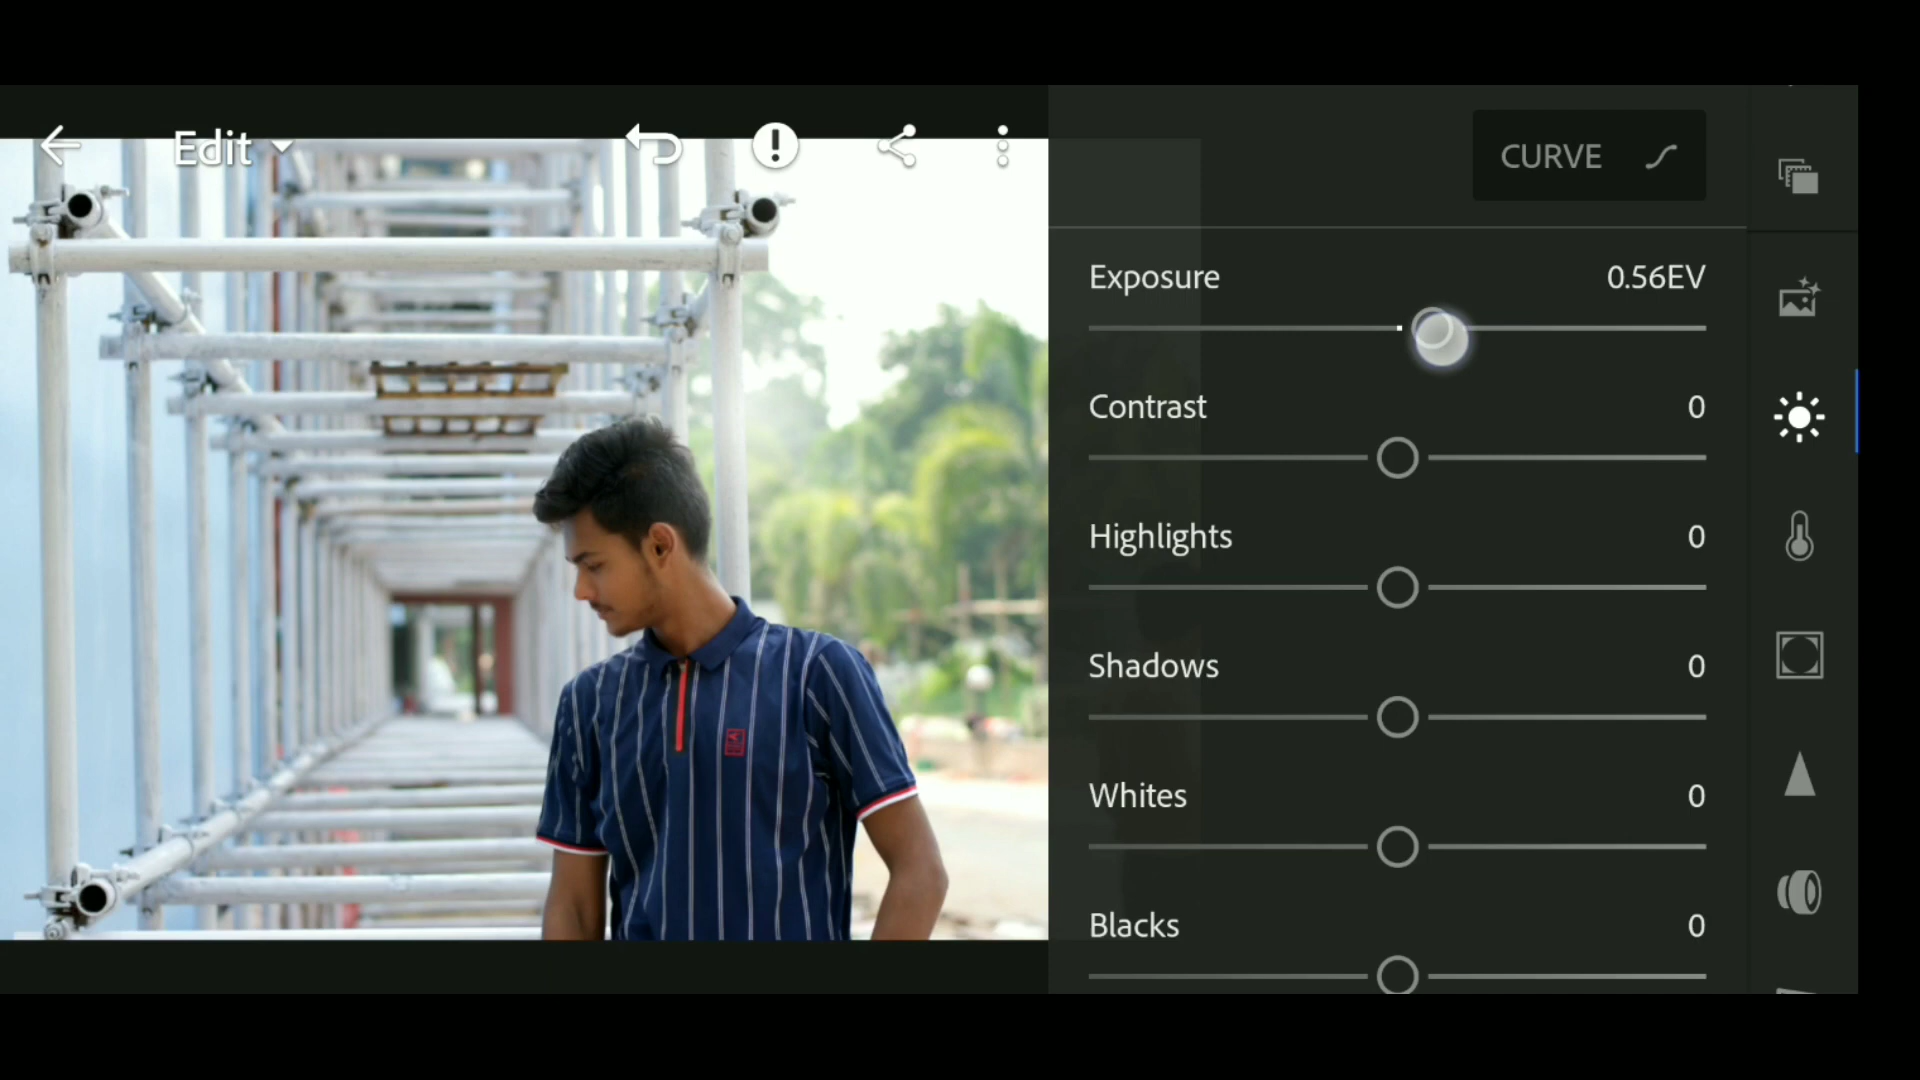 Edit
CURVE
Exposure 0.56EV
Contrast 0
Highlights 0
Shadows 0
Whites 0
Blacks 0